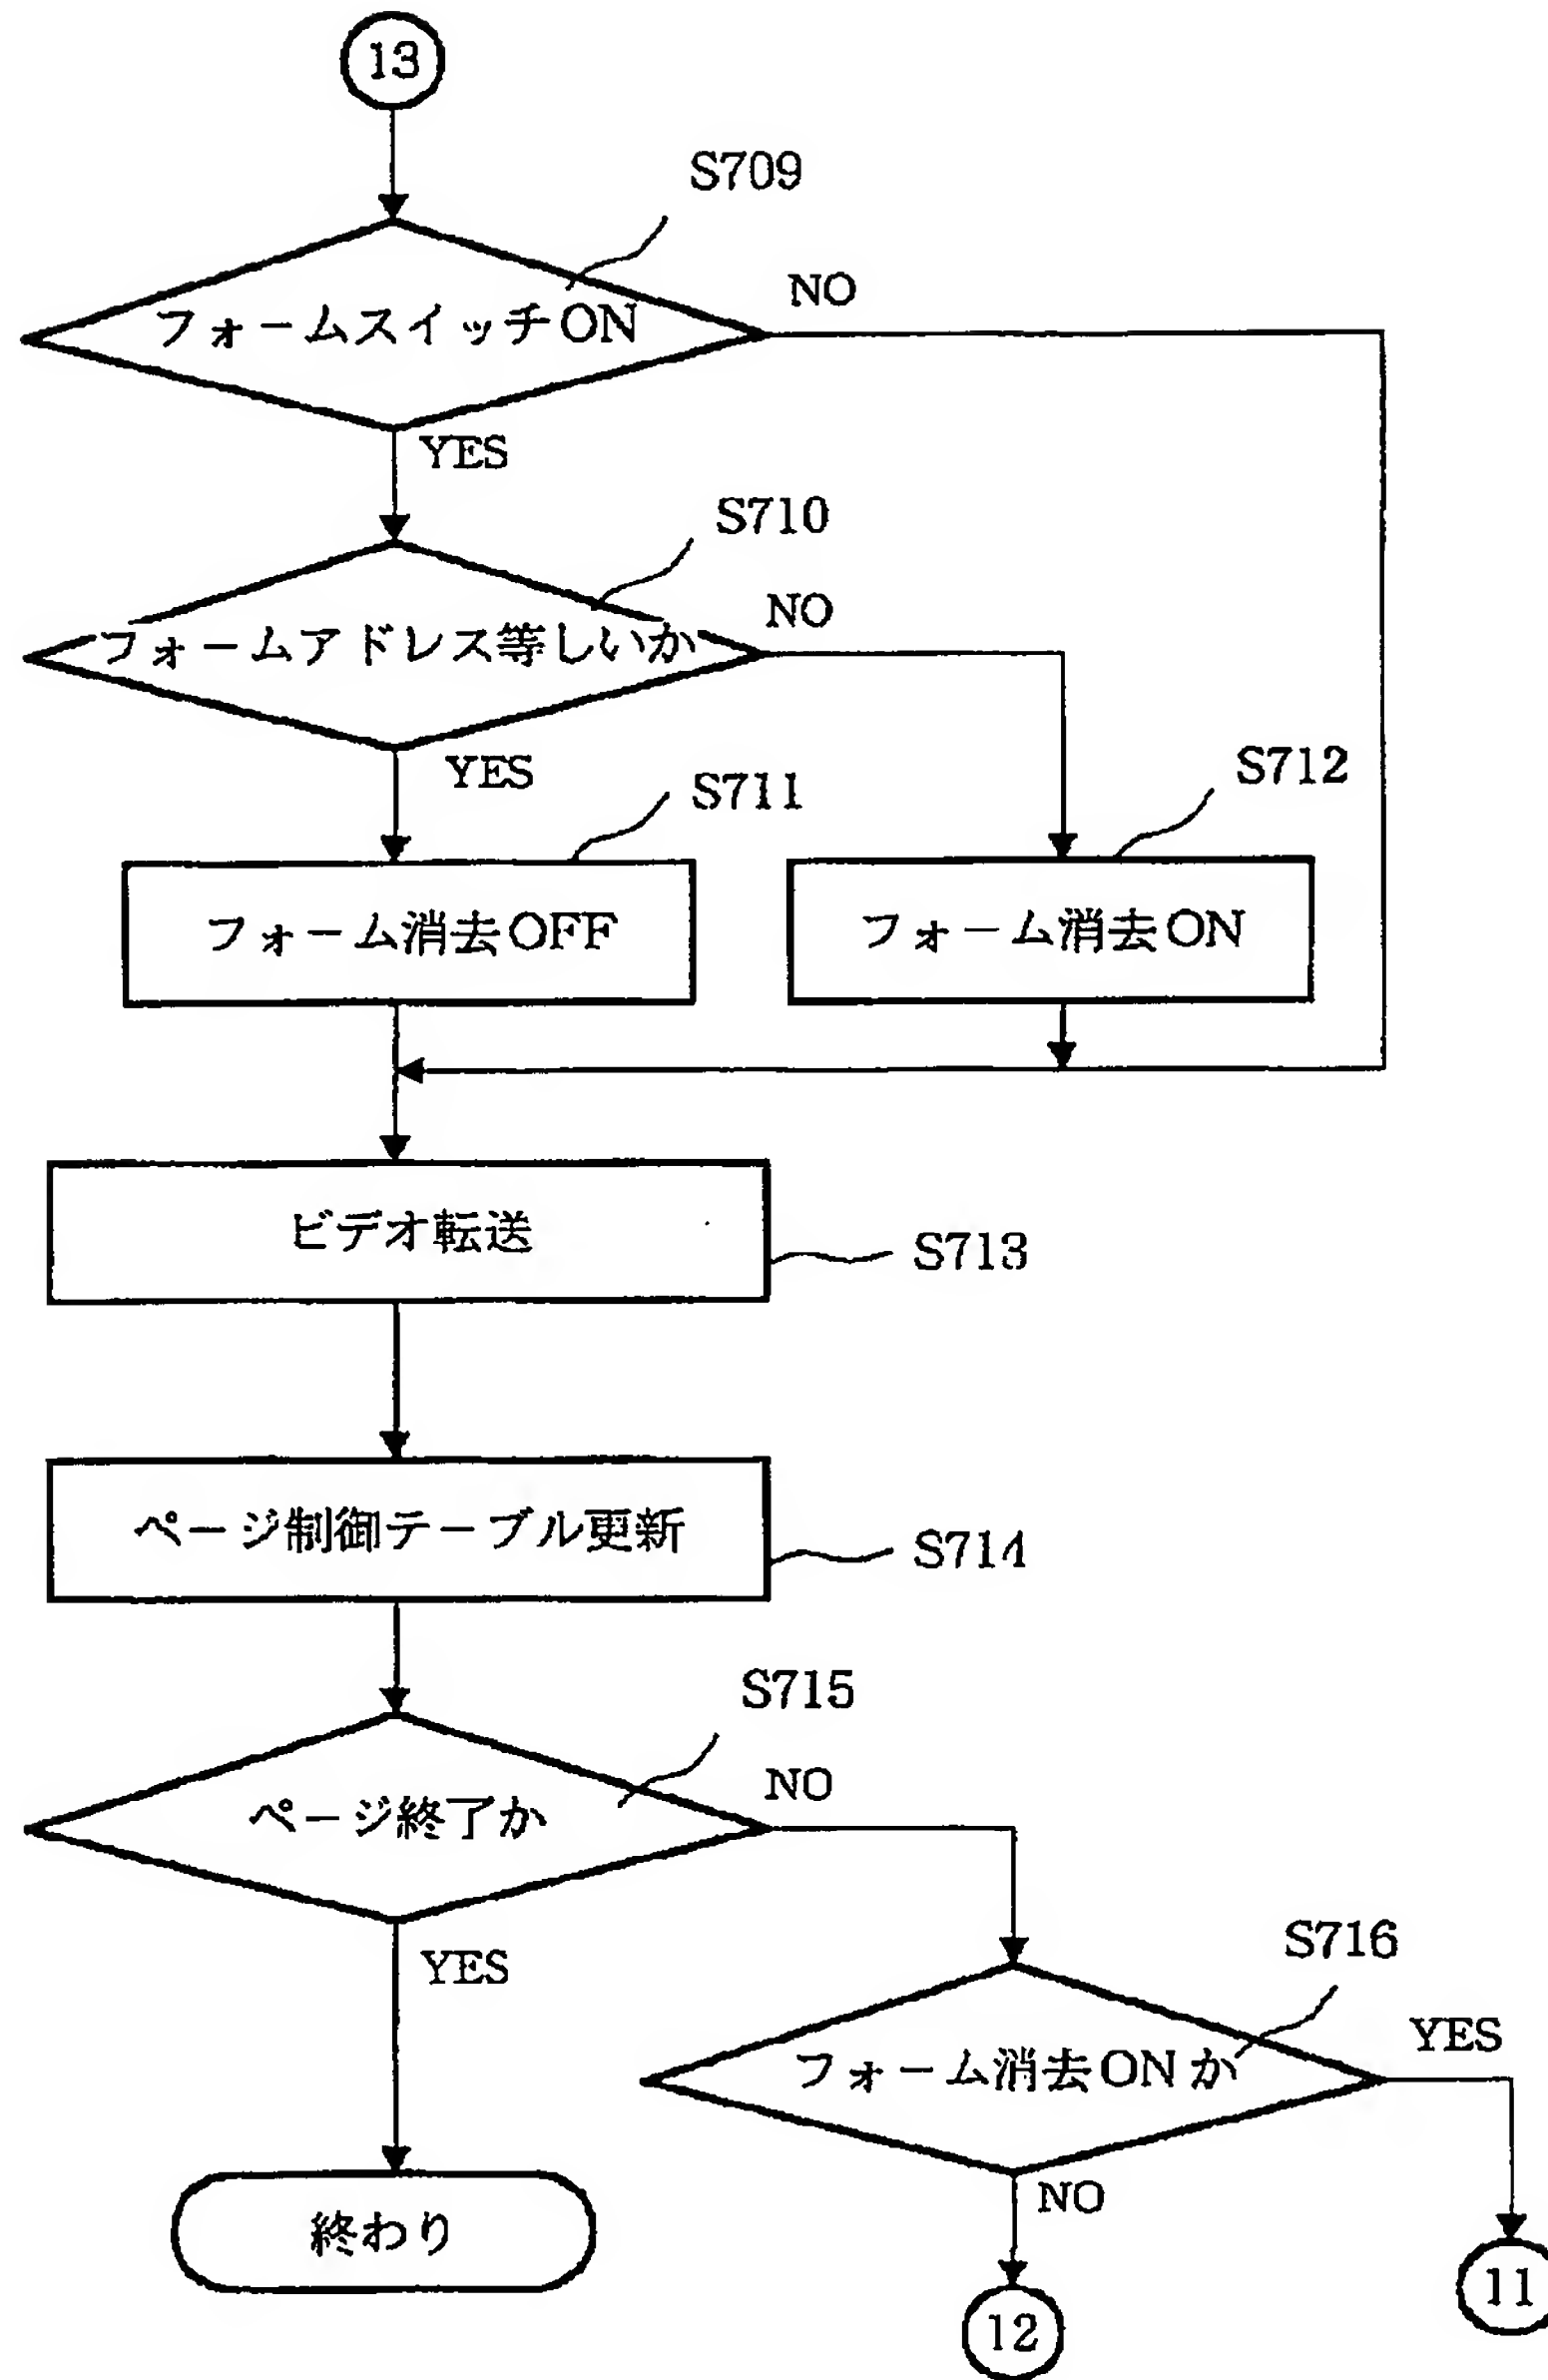 13
S709
フォームスイッチON
NO
YES
S710
フォームアドレス等しいか
NO
YES
S711
S712
フォーム消去OFF
フォーム消去ON
ビデオ転送
S713
ページ制御テーブル更新
S714
S715
ページ終了か
NO
YES
S716
フォーム消去ONか
YES
NO
終わり
11
12